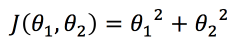 J(θ₁, θ₂) = θ₁² + θ₂²